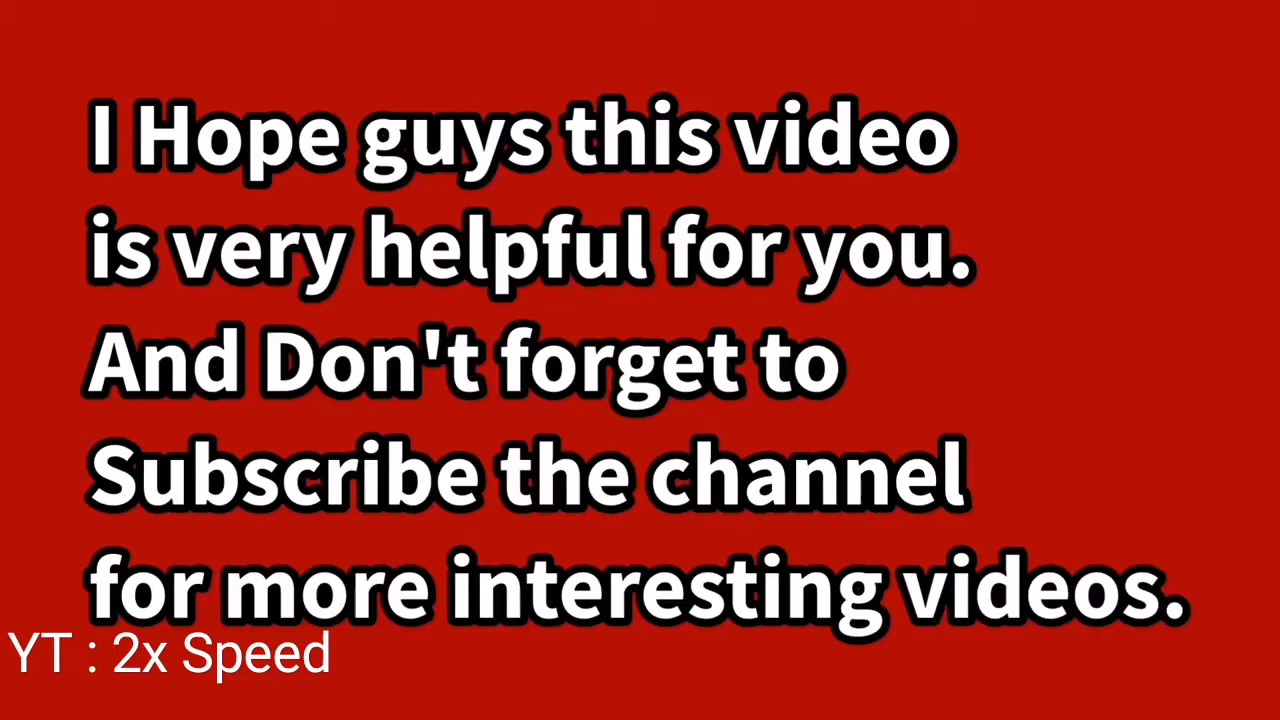 I Hope guys this video
is very helpful for you.
And Don't forget to
Subscribe the channel
for more interesting videos.
YT : 2x Speed